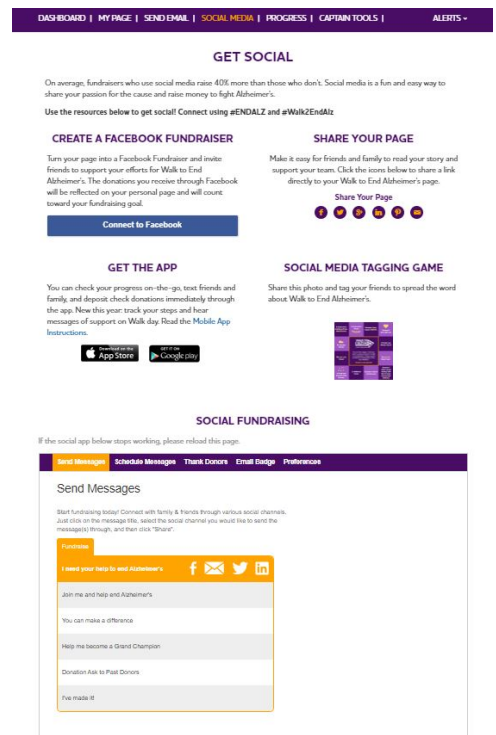 DASHBOARD | MY PAGE | SEND EMAIL | SOCIAL MEDIA | PROGRESS | CAPTAIN TOOLS | ALERTS
GET SOCIAL
On average, fundraisers who use social media raise 40% more than those who don't. Social media is a fun and easy way to
share your passion for the cause and raise money to fight Alzheimer's.
Use the resources below to get social! Connect using #ENDALZ and #Walk2EndAlz
CREATE A FACEBOOK FUNDRAISER
Turn your page into a Facebook Fundraiser and invite
friends to support your efforts for Walk to End
Alzheimer's. The donations you receive through Facebook
will be reflected on your personal page and will count
toward your fundraising goal.
Connect to Facebook
SHARE YOUR PAGE
Make it easy for friends and family to read your story and
support your team. Click the icons below to share a link
directly to your Walk to End Alzheimer's page.
Share Your Page
GET THE APP
You can check your progress on-the-go, text friends and
family, and deposit check donations immediately through
the app. New this year: track your steps and hear
messages of support on Walk day. Read the Mobile App
Instructions.
Download on the
App Store
GET IT ON
Google play
SOCIAL MEDIA TAGGING GAME
Share this photo and tag your friends to spread the word
about Walk to End Alzheimer's.
SOCIAL FUNDRAISING
If the social app below stops working, please reload this page.
Send Messages Schedule Messages Thank Donors Email Badge Preferences
Send Messages
Start fundraising today! Connect with family & friends through various social channels.
Just click on the message title, select the social channel you would like to send the
message(s) through, and then click "Share".
Fundraise
I need your help to end Alzheimer's
Join me and help end Alzheimer's
You can make a difference
Help me become a Grand Champion
Donation Ask to Past Donors
I've made it!